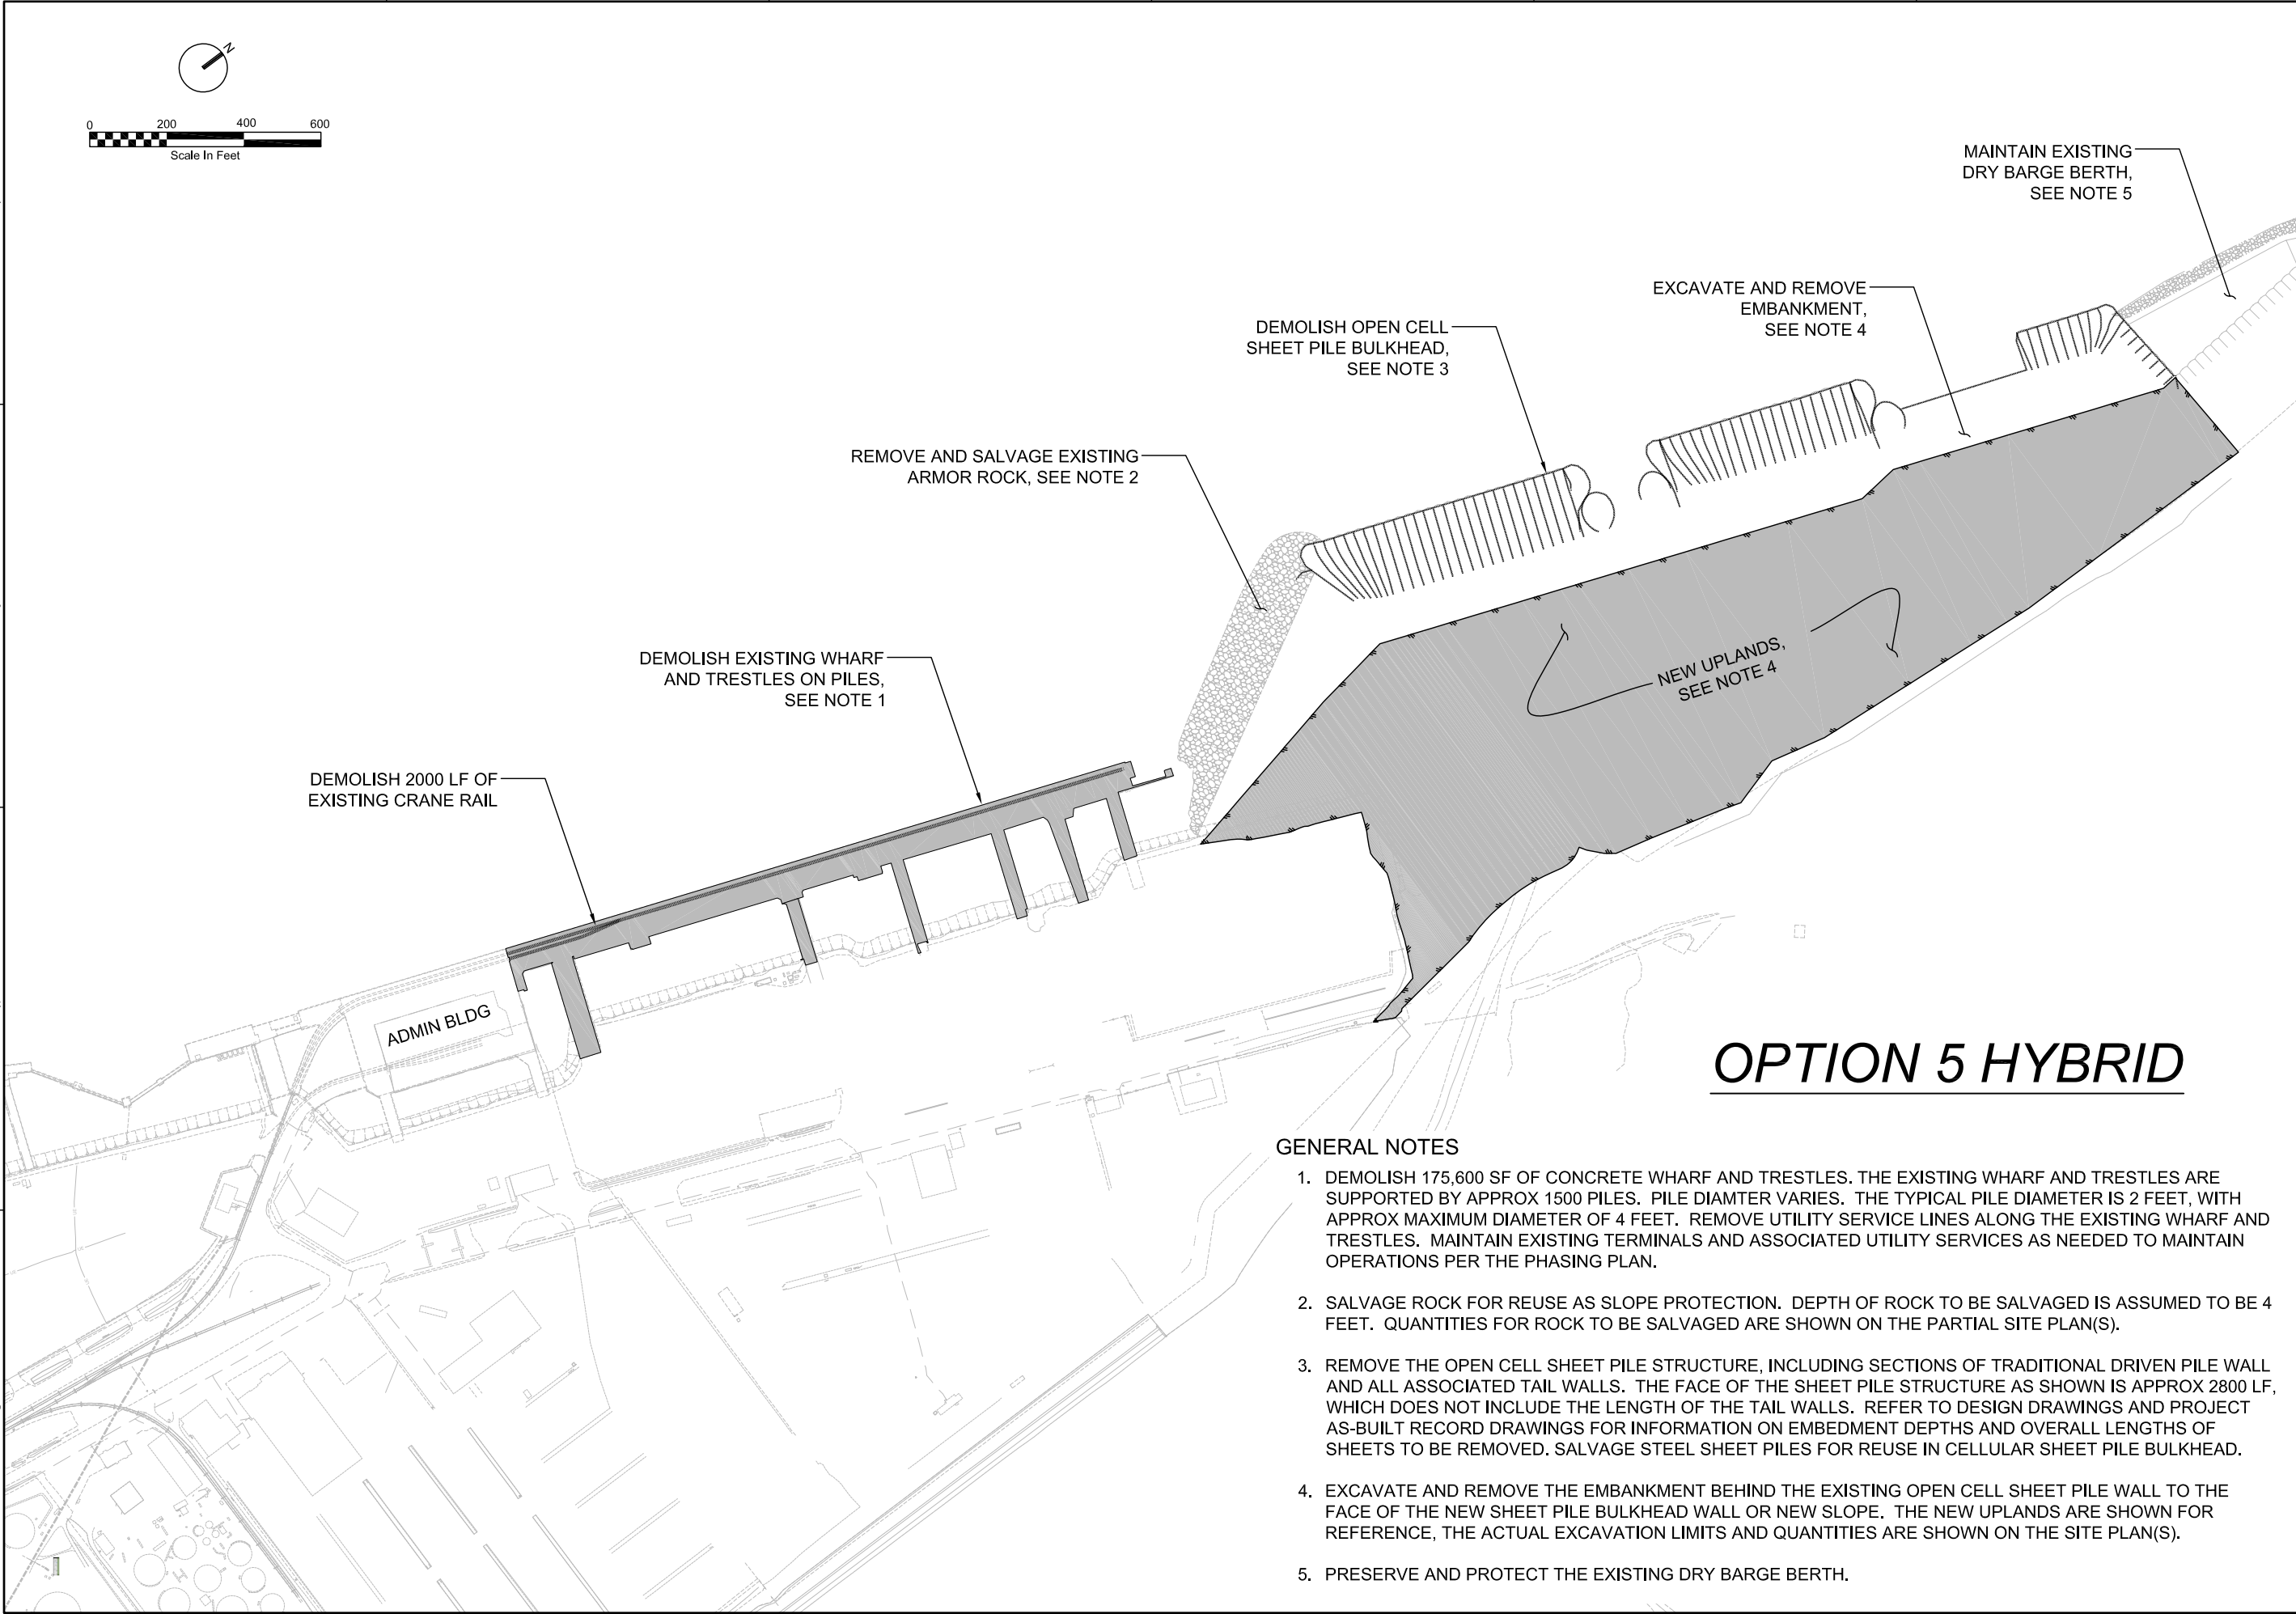 N
0 200 400 600
Scale In Feet
MAINTAIN EXISTING
DRY BARGE BERTH,
SEE NOTE 5
EXCAVATE AND REMOVE
EMBANKMENT,
SEE NOTE 4
DEMOLISH OPEN CELL
SHEET PILE BULKHEAD,
SEE NOTE 3
REMOVE AND SALVAGE EXISTING
ARMOR ROCK, SEE NOTE 2
DEMOLISH EXISTING WHARF
AND TRESTLES ON PILES,
SEE NOTE 1
NEW UPLANDS,
SEE NOTE 4
DEMOLISH 2000 LF OF
EXISTING CRANE RAIL
ADMIN BLDG
OPTION 5 HYBRID
GENERAL NOTES
1. DEMOLISH 175,600 SF OF CONCRETE WHARF AND TRESTLES. THE EXISTING WHARF AND TRESTLES ARE
SUPPORTED BY APPROX 1500 PILES. PILE DIAMTER VARIES. THE TYPICAL PILE DIAMETER IS 2 FEET, WITH
APPROX MAXIMUM DIAMETER OF 4 FEET. REMOVE UTILITY SERVICE LINES ALONG THE EXISTING WHARF AND
TRESTLES. MAINTAIN EXISTING TERMINALS AND ASSOCIATED UTILITY SERVICES AS NEEDED TO MAINTAIN
OPERATIONS PER THE PHASING PLAN.
2. SALVAGE ROCK FOR REUSE AS SLOPE PROTECTION. DEPTH OF ROCK TO BE SALVAGED IS ASSUMED TO BE 4
FEET. QUANTITIES FOR ROCK TO BE SALVAGED ARE SHOWN ON THE PARTIAL SITE PLAN(S).
3. REMOVE THE OPEN CELL SHEET PILE STRUCTURE, INCLUDING SECTIONS OF TRADITIONAL DRIVEN PILE WALL
AND ALL ASSOCIATED TAIL WALLS. THE FACE OF THE SHEET PILE STRUCTURE AS SHOWN IS APPROX 2800 LF,
WHICH DOES NOT INCLUDE THE LENGTH OF THE TAIL WALLS. REFER TO DESIGN DRAWINGS AND PROJECT
AS-BUILT RECORD DRAWINGS FOR INFORMATION ON EMBEDMENT DEPTHS AND OVERALL LENGTHS OF
SHEETS TO BE REMOVED. SALVAGE STEEL SHEET PILES FOR REUSE IN CELLULAR SHEET PILE BULKHEAD.
4. EXCAVATE AND REMOVE THE EMBANKMENT BEHIND THE EXISTING OPEN CELL SHEET PILE WALL TO THE
FACE OF THE NEW SHEET PILE BULKHEAD WALL OR NEW SLOPE. THE NEW UPLANDS ARE SHOWN FOR
REFERENCE, THE ACTUAL EXCAVATION LIMITS AND QUANTITIES ARE SHOWN ON THE SITE PLAN(S).
5. PRESERVE AND PROTECT THE EXISTING DRY BARGE BERTH.